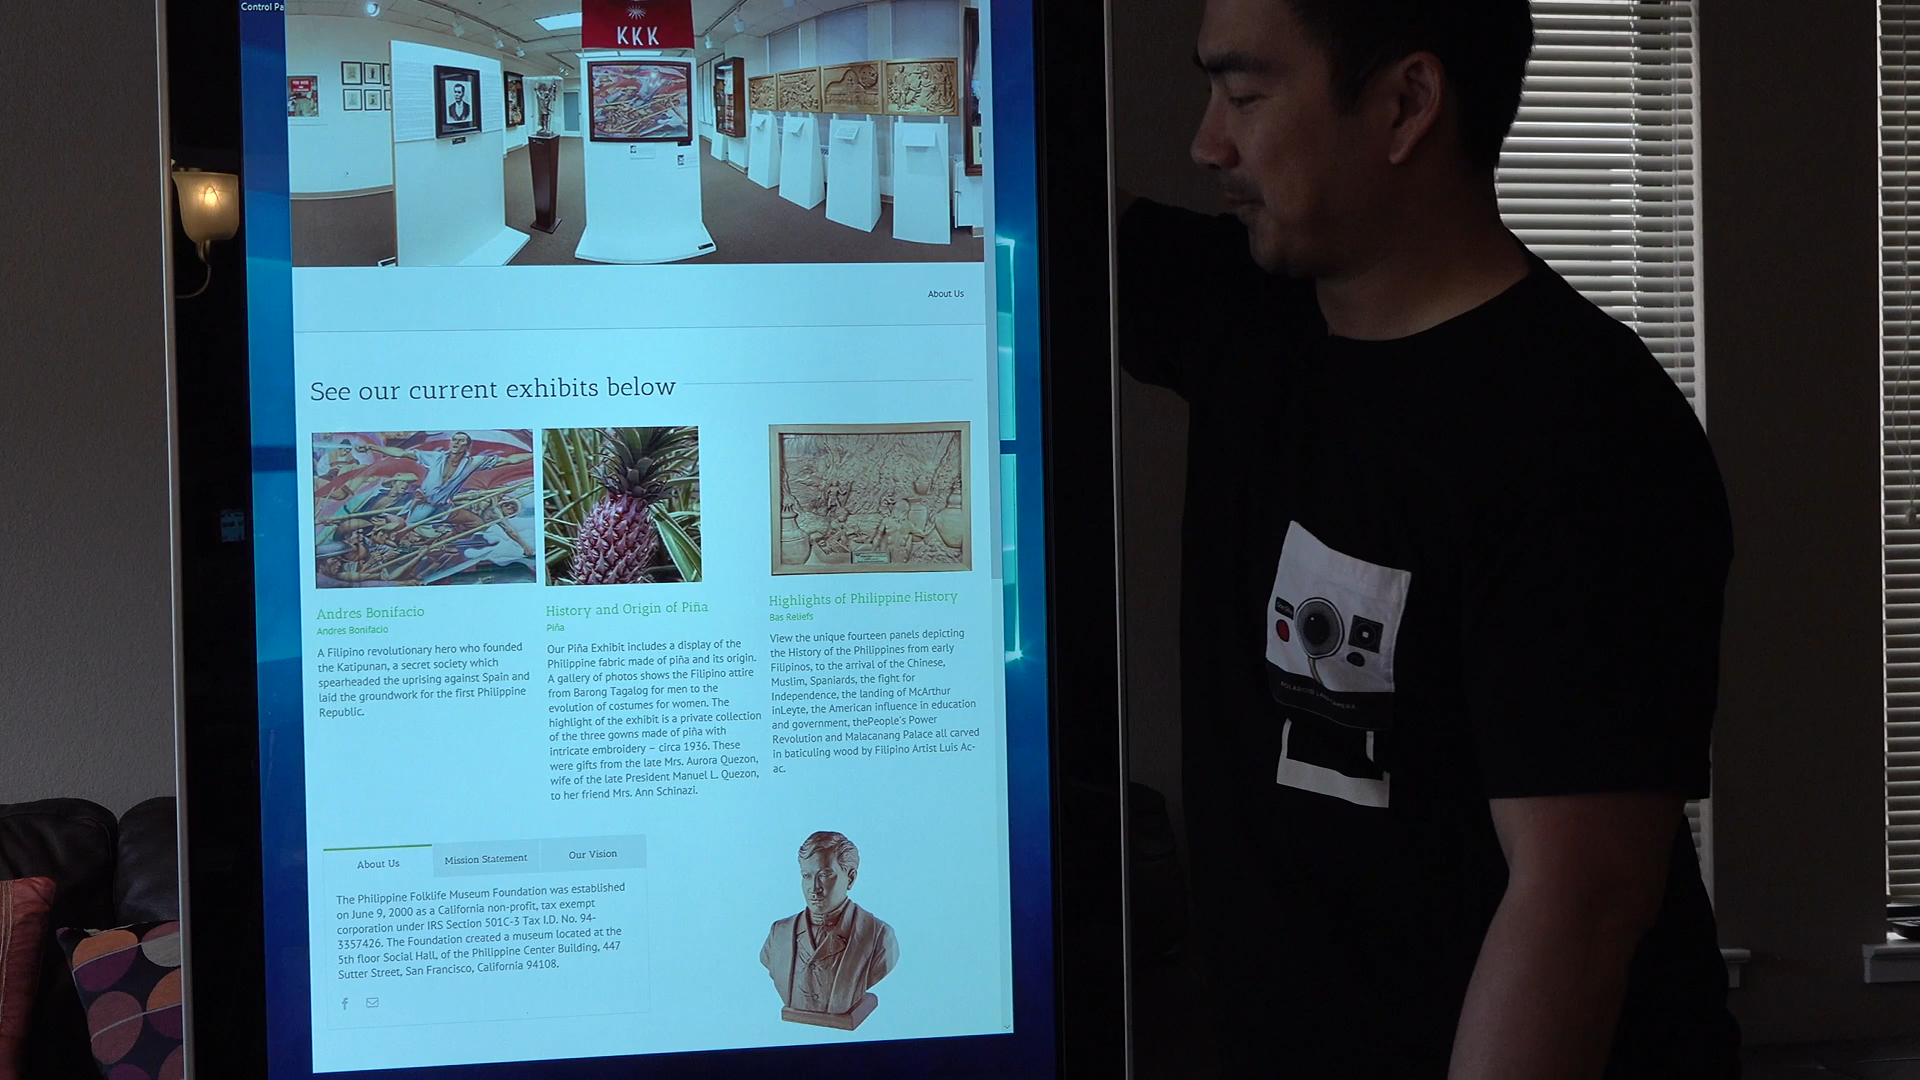 Control Pa
KKK
About Us
See our current exhibits below
Andres Bonifacio
Andres Bonifacio
A Filipino revolutionary hero who founded
the Katipunan, a secret society which
spearheaded the uprising against Spain and
laid the groundwork for the first Philippine
Republic.
History and Origin of Piña
Piña
Our Piña Exhibit includes a display of the
Philippine fabric made of piña and its origin.
A gallery of photos shows the Filipino attire
from Barong Tagalog for men to the
evolution of costumes for women. The
highlight of the exhibit is a private collection
of the three gowns made of piña with
intricate embroidery – circa 1936. These
were gifts from the late Mrs. Aurora Quezon,
wife of the late President Manuel L. Quezon,
to her friend Mrs. Ann Schinazi.
Highlights of Philippine History
Bas Reliefs
View the unique fourteen panels depicting
the History of the Philippines from early
Filipinos, to the arrival of the Chinese,
Muslim, Spaniards, the fight for
Independence, the landing of McArthur
inLeyte, the American influence in education
and government, thePeople's Power
Revolution and Malacanang Palace all carved
in baticuling wood by Filipino Artist Luis Ac-
ac.
About Us
Mission Statement
Our Vision
The Philippine Folklife Museum Foundation was established
on June 9, 2000 as a California non-profit, tax exempt
corporation under IRS Section 501C-3 Tax I.D. No. 94-
3357426. The Foundation created a museum located at the
5th floor Social Hall, of the Philippine Center Building, 447
Sutter Street, San Francisco, California 94108.
POLAROID LAND CAMERA